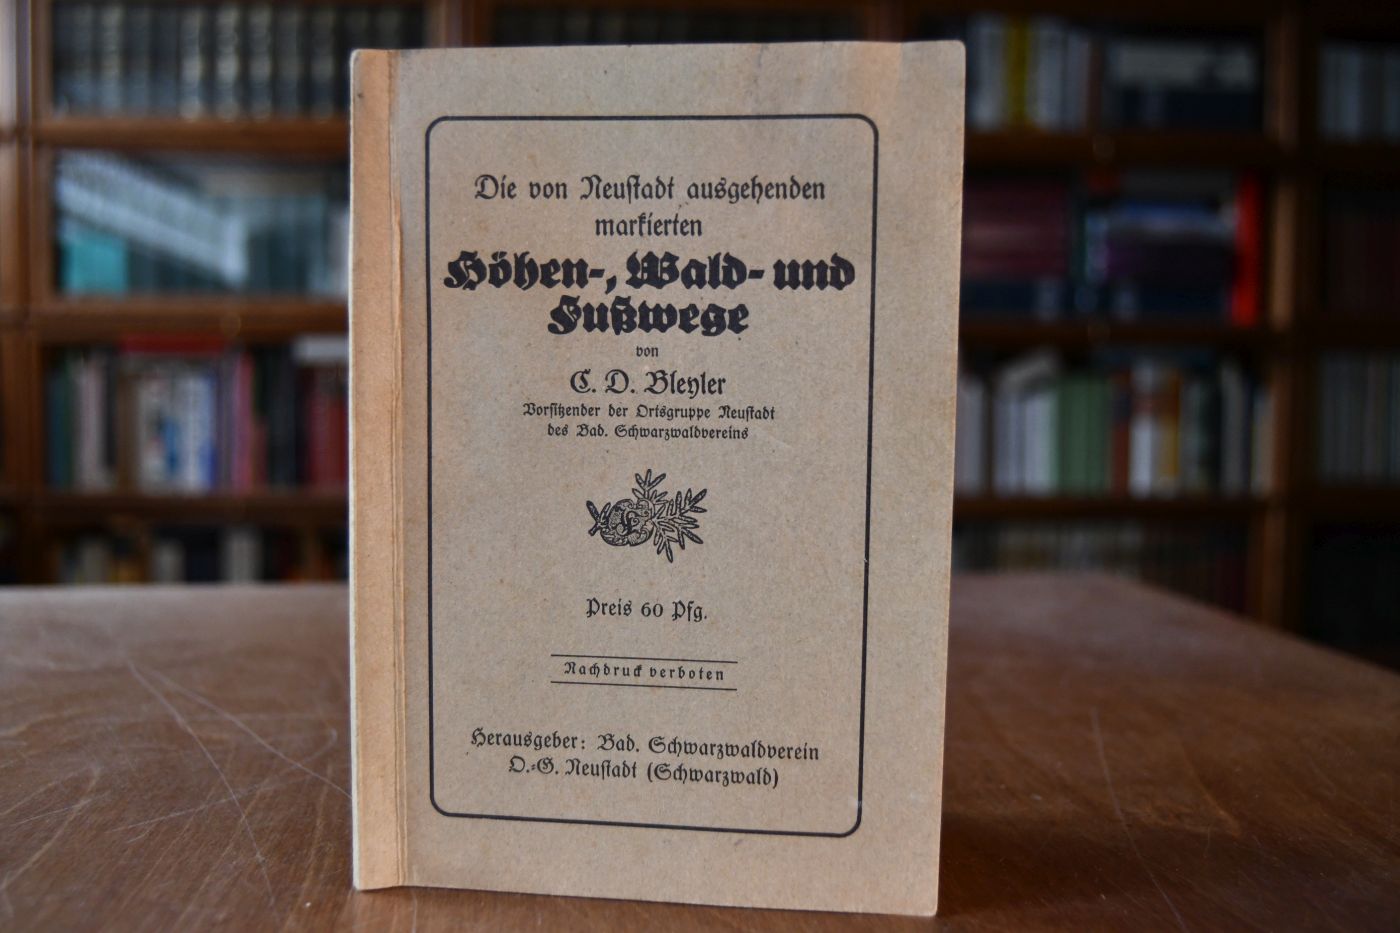 Die von Neustadt ausgehenden
markierten
Höhen-, Wald- und
Fußwege
von
C. D. Bleyler
Vorsitzender der Ortsgruppe Neustadt
des Bad. Schwarzwaldvereins
Preis 60 Pfg.
Nachdruck verboten
Herausgeber: Bad. Schwarzwaldverein
O.-G. Neustadt (Schwarzwald)